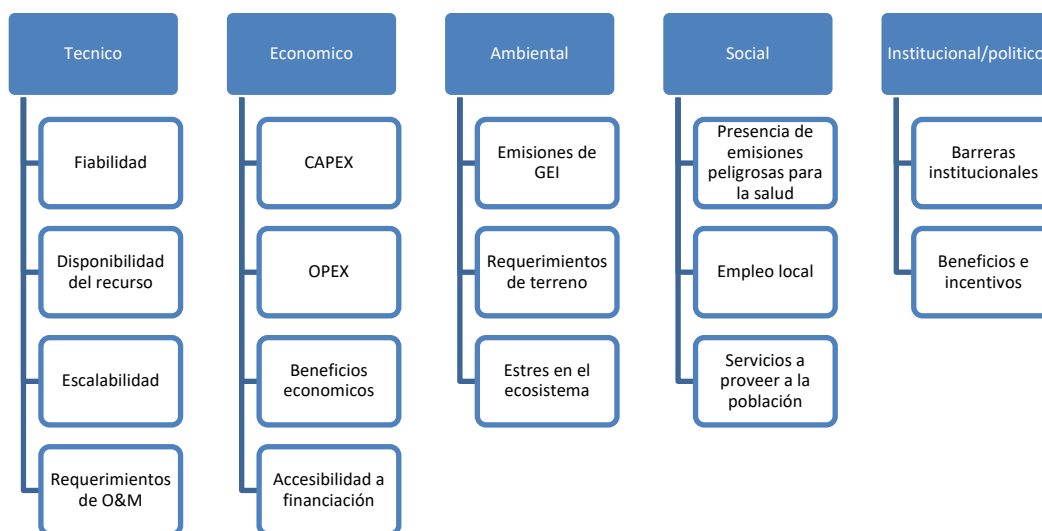 Tecnico
Fiabilidad
Disponibilidad
del recurso
Escalabilidad
Requerimientos
de O&M
Economico
CAPEX
OPEX
Beneficios
economicos
Accesibilidad a
financiación
Ambiental
Emisiones de
GEI
Requerimientos
de terreno
Estres en el
ecosistema
Social
Presencia de
emisiones
peligrosas para
la salud
Empleo local
Servicios a
proveer a la
población
Institucional/politico
Barreras
institucionales
Beneficios e
incentivos